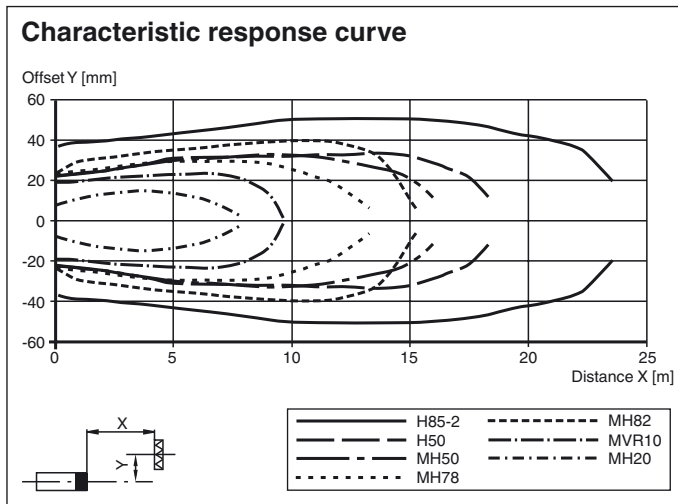 Characteristic response curve
Offset Y [mm]
60
40
20
0
-20
-40
-60
0 5 10 15 20 25
Distance X [m]
X
Y
H85-2 MH82
H50 MVR10
MH50 MH20
MH78